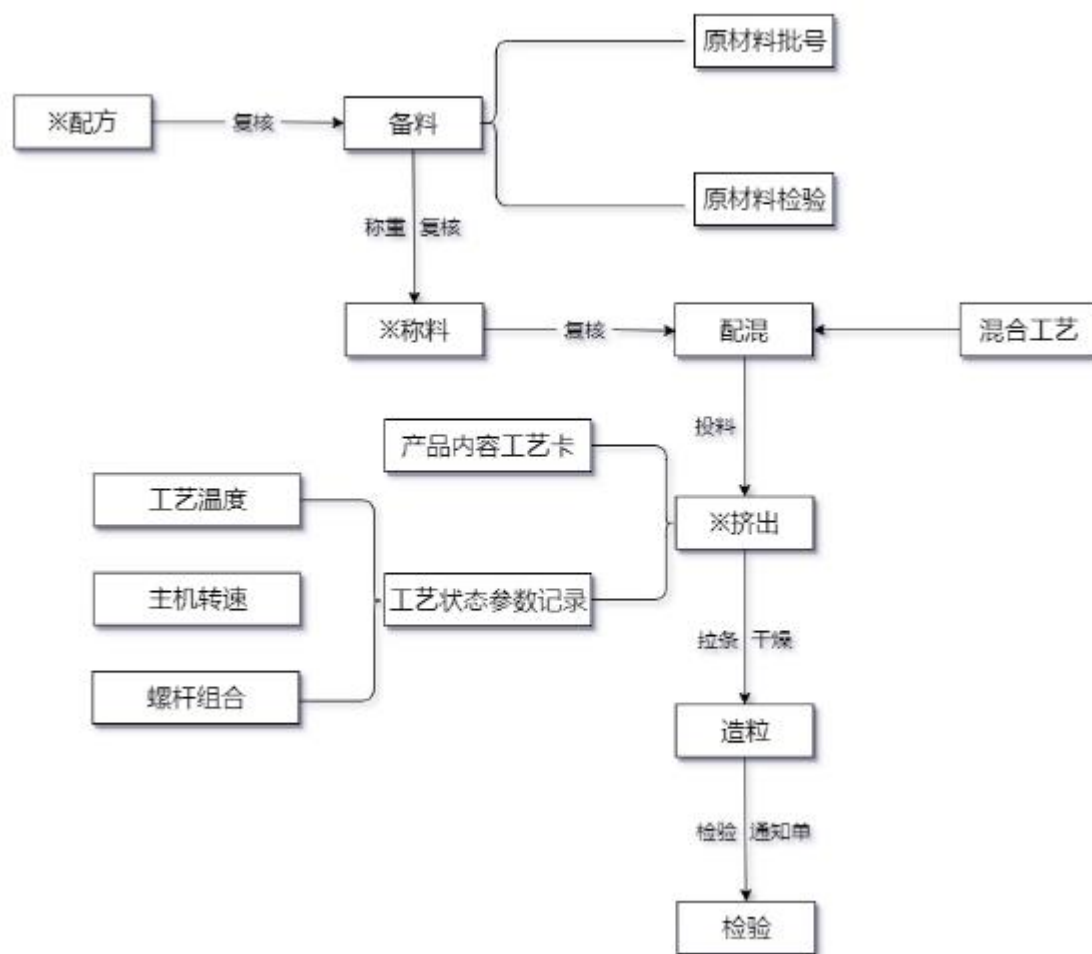 原材料批号
※配方
复核
备料
原材料检验
称重 复核
※称料
复核
配混
混合工艺
投料
产品内容工艺卡
工艺温度
※挤出
主机转速
工艺状态参数记录
拉条 干燥
螺杆组合
造粒
检验 通知单
检验